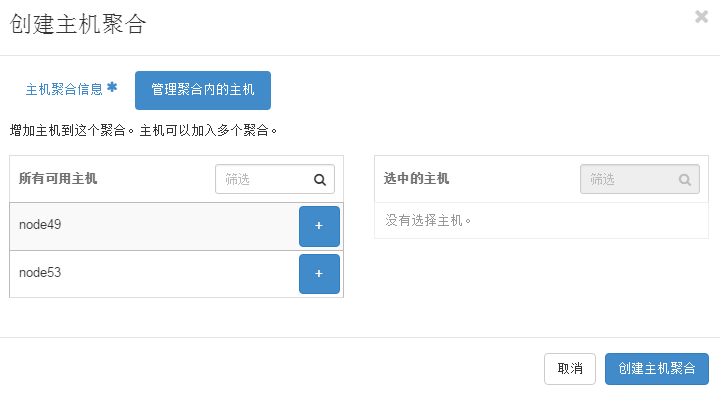 创建主机聚合 ×
主机聚合信息 * 管理聚合内的主机
增加主机到这个聚合。主机可以加入多个聚合。
所有可用主机 筛选
选中的主机 筛选
没有选择主机。
node49 +
node53 +
取消 创建主机聚合